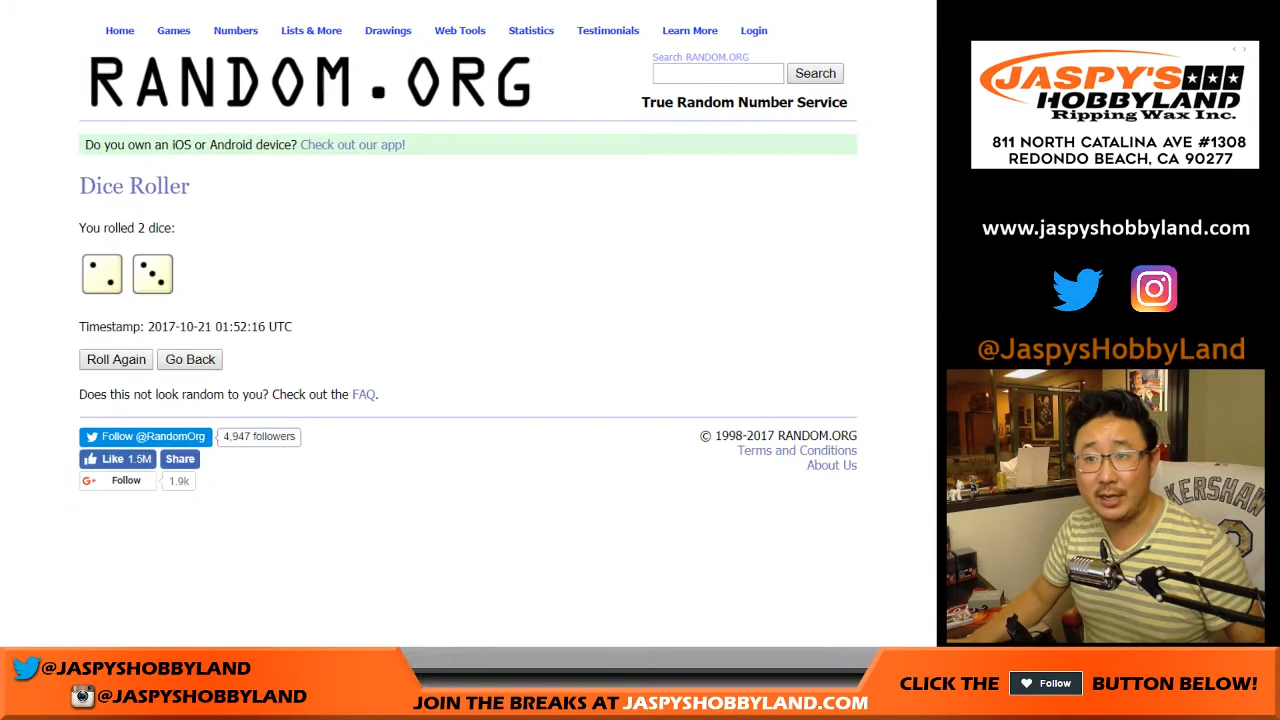 Home Games Numbers Lists & More Drawings Web Tools Statistics Testimonials Learn More Login
RANDOM.ORG
Search RANDOM.ORG
Search
True Random Number Service
Do you own an iOS or Android device? Check out our app!
Dice Roller
You rolled 2 dice:
Timestamp: 2017-10-21 01:52:16 UTC
Roll Again Go Back
Does this not look random to you? Check out the FAQ.
Follow @RandomOrg 4,947 followers
Like 1.5M Share
G+ Follow 1.9k
© 1998-2017 RANDOM.ORG
Terms and Conditions
About Us
JASPY'S
HOBBYLAND
Ripping Wax Inc.
811 NORTH CATALINA AVE #1308
REDONDO BEACH, CA 90277
www.jaspyshobbyland.com
@JaspysHobbyLand
KERSHAW
@JASPYSHOBBYLAND
@JASPYSHOBBYLAND
JOIN THE BREAKS AT JASPYSHOBBYLAND.COM
CLICK THE Follow BUTTON BELOW!